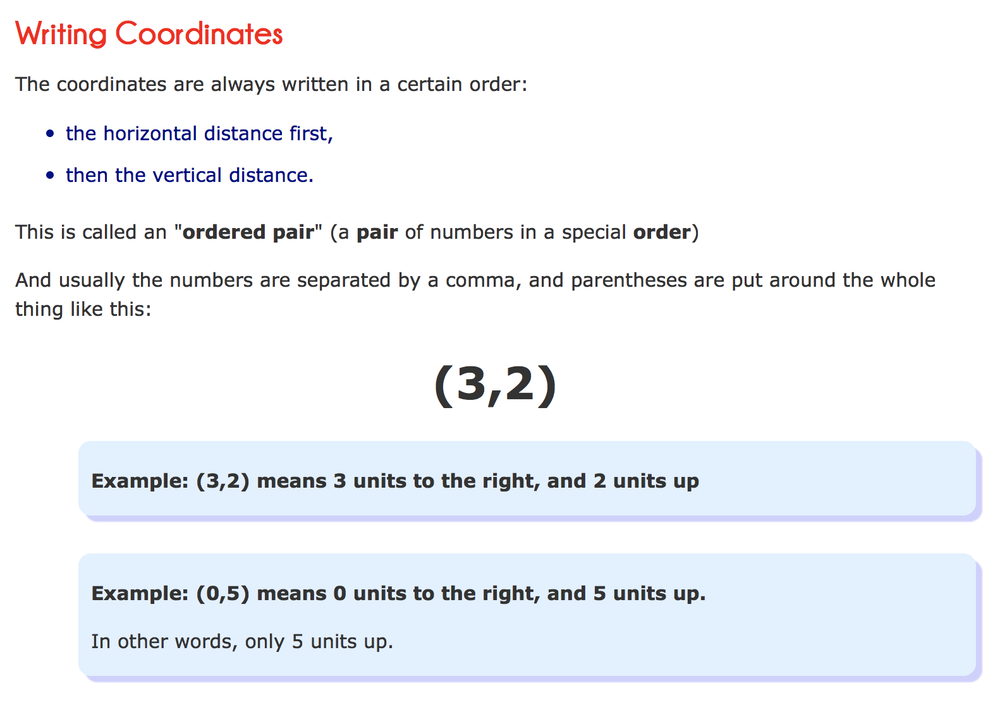 Writing Coordinates
The coordinates are always written in a certain order:
• the horizontal distance first,
• then the vertical distance.
This is called an "ordered pair" (a pair of numbers in a special order)
And usually the numbers are separated by a comma, and parentheses are put around the whole
thing like this:
(3,2)
Example: (3,2) means 3 units to the right, and 2 units up
Example: (0,5) means 0 units to the right, and 5 units up.
In other words, only 5 units up.